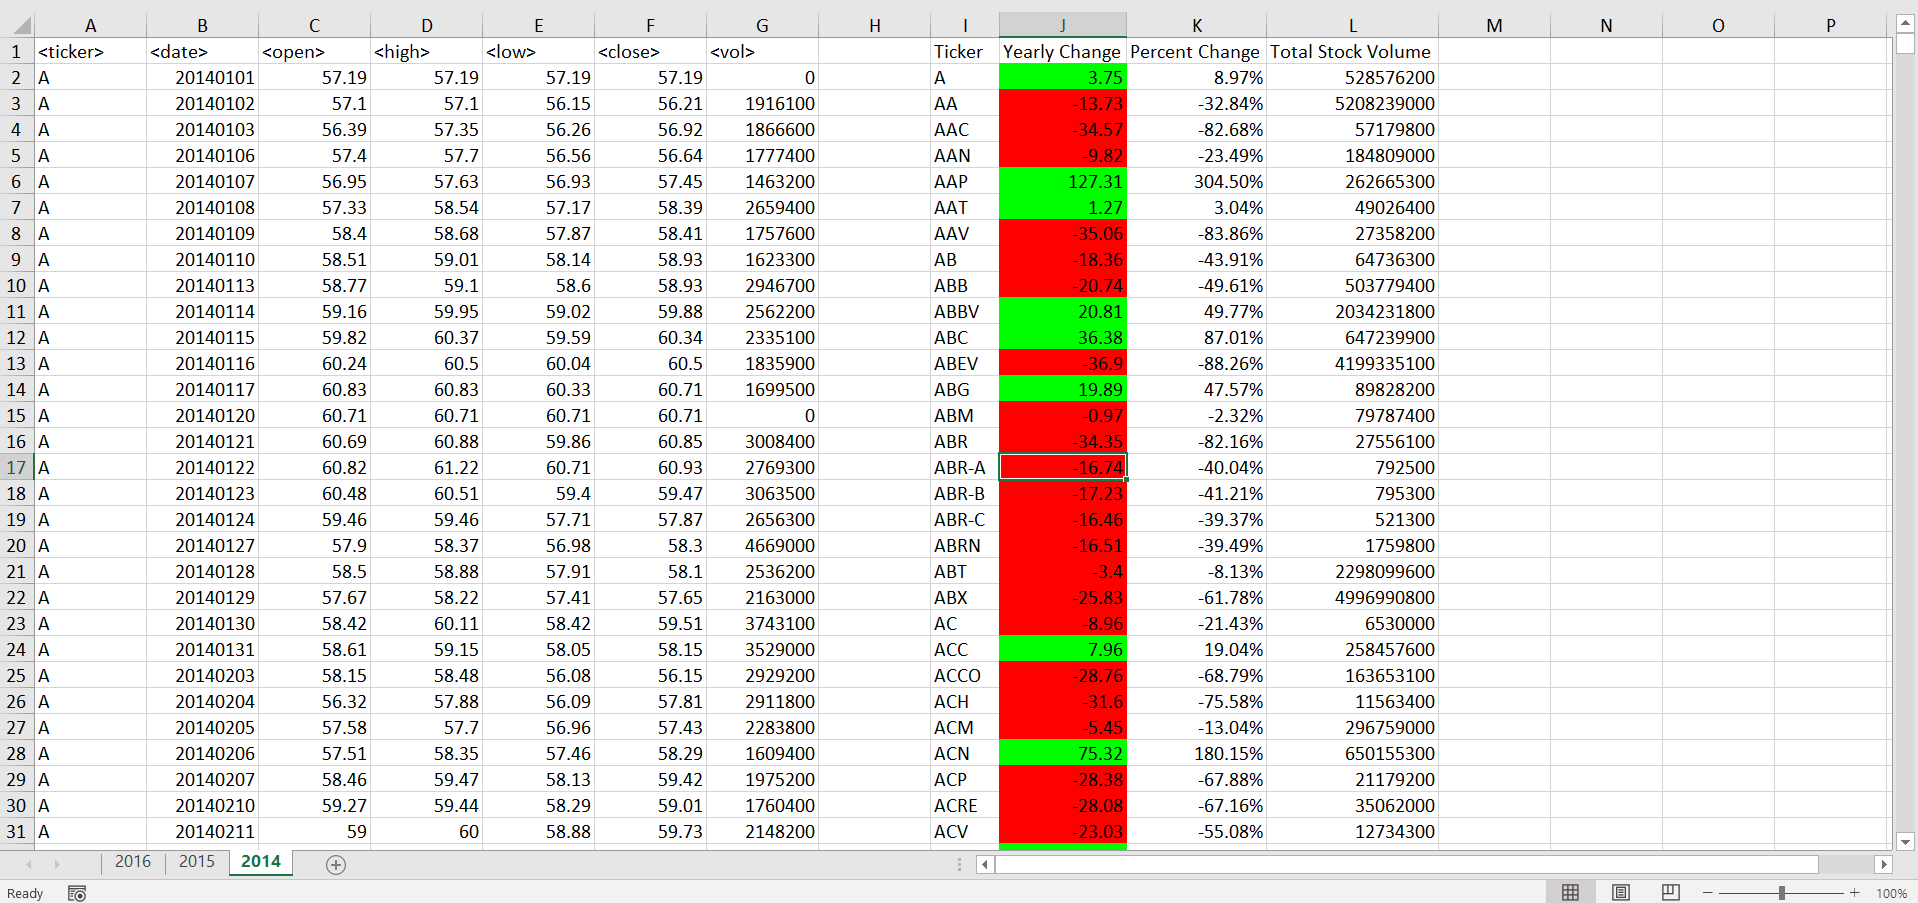 A B C D E F G H I J K L M N O P
1 <ticker> <date> <open> <high> <low> <close> <vol> Ticker Yearly Change Percent Change Total Stock Volume
2 A 20140101 57.19 57.19 57.19 57.19 0 A 3.75 8.97% 528576200
3 A 20140102 57.1 57.1 56.15 56.21 1916100 AA -13.73 -32.84% 5208239000
4 A 20140103 56.39 57.35 56.26 56.92 1866600 AAC -34.57 -82.68% 57179800
5 A 20140106 57.4 57.7 56.56 56.64 1777400 AAN -9.82 -23.49% 184809000
6 A 20140107 56.95 57.63 56.93 57.45 1463200 AAP 127.31 304.50% 262665300
7 A 20140108 57.33 58.54 57.17 58.39 2659400 AAT 1.27 3.04% 49026400
8 A 20140109 58.4 58.68 57.87 58.41 1757600 AAV -35.06 -83.86% 27358200
9 A 20140110 58.51 59.01 58.14 58.93 1623300 AB -18.36 -43.91% 64736300
10 A 20140113 58.77 59.1 58.6 58.93 2946700 ABB -20.74 -49.61% 503779400
11 A 20140114 59.16 59.95 59.02 59.88 2562200 ABBV 20.81 49.77% 2034231800
12 A 20140115 59.82 60.37 59.59 60.34 2335100 ABC 36.38 87.01% 647239900
13 A 20140116 60.24 60.5 60.04 60.5 1835900 ABEV -36.9 -88.26% 4199335100
14 A 20140117 60.83 60.83 60.33 60.71 1699500 ABG 19.89 47.57% 89828200
15 A 20140120 60.71 60.71 60.71 60.71 0 ABM -0.97 -2.32% 79787400
16 A 20140121 60.69 60.88 59.86 60.85 3008400 ABR -34.35 -82.16% 27556100
17 A 20140122 60.82 61.22 60.71 60.93 2769300 ABR-A -16.74 -40.04% 792500
18 A 20140123 60.48 60.51 59.4 59.47 3063500 ABR-B -17.23 -41.21% 795300
19 A 20140124 59.46 59.46 57.71 57.87 2656300 ABR-C -16.46 -39.37% 521300
20 A 20140127 57.9 58.37 56.98 58.3 4669000 ABRN -16.51 -39.49% 1759800
21 A 20140128 58.5 58.88 57.91 58.1 2536200 ABT -3.4 -8.13% 2298099600
22 A 20140129 57.67 58.22 57.41 57.65 2163000 ABX -25.83 -61.78% 4996990800
23 A 20140130 58.42 60.11 58.42 59.51 3743100 AC -8.96 -21.43% 6530000
24 A 20140131 58.61 59.15 58.05 58.15 3529000 ACC 7.96 19.04% 258457600
25 A 20140203 58.15 58.48 56.08 56.15 2929200 ACCO -28.76 -68.79% 163653100
26 A 20140204 56.32 57.88 56.09 57.81 2911800 ACH -31.6 -75.58% 11563400
27 A 20140205 57.58 57.7 56.96 57.43 2283800 ACM -5.45 -13.04% 296759000
28 A 20140206 57.51 58.35 57.46 58.29 1609400 ACN 75.32 180.15% 650155300
29 A 20140207 58.46 59.47 58.13 59.42 1975200 ACP -28.38 -67.88% 21179200
30 A 20140210 59.27 59.44 58.29 59.01 1760400 ACRE -28.08 -67.16% 35062000
31 A 20140211 59 60 58.88 59.73 2148200 ACV -23.03 -55.08% 12734300
2016 2015 2014
Ready 100%